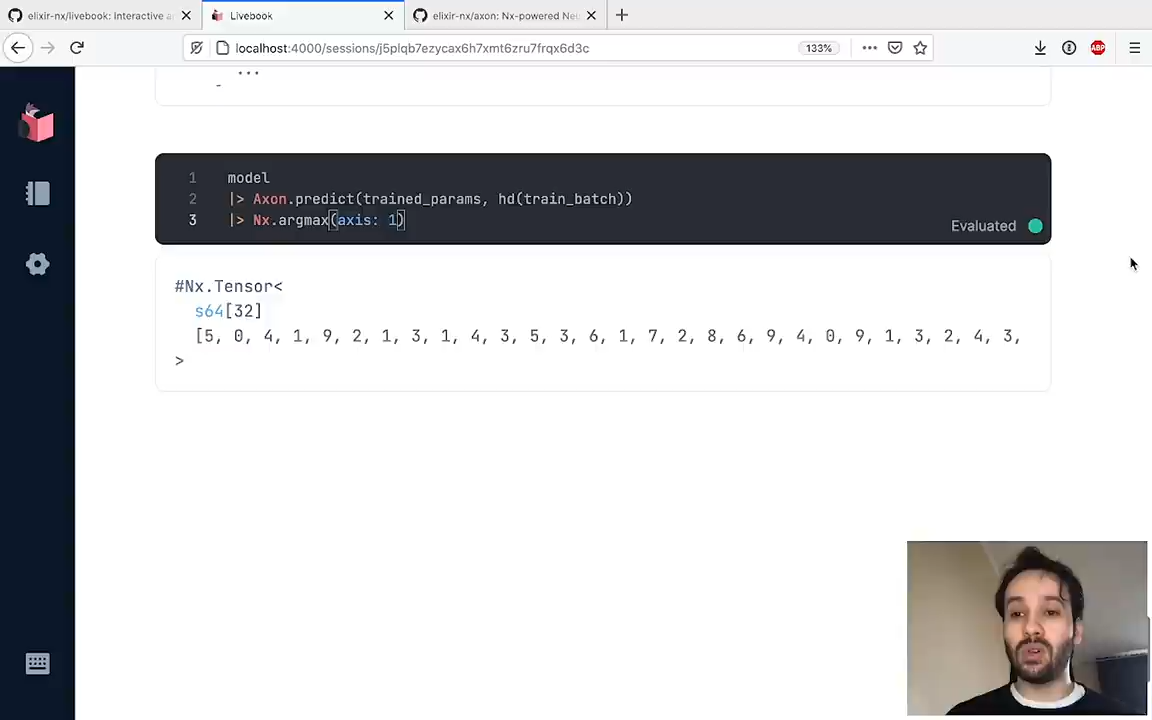 elixir-nx/livebook: Interactive a
Livebook
elixir-nx/axon: Nx-powered Ne
localhost:4000/sessions/j5plqb7ezycax6h7xmt6zru7frqx6d3c
133%
ABP
...
-
1 model
2 |> Axon.predict(trained_params, hd(train_batch))
3 |> Nx.argmax(axis: 1)
Evaluated
#Nx.Tensor<
s64[32]
[5, 0, 4, 1, 9, 2, 1, 3, 1, 4, 3, 5, 3, 6, 1, 7, 2, 8, 6, 9, 4, 0, 9, 1, 3, 2, 4, 3,
>